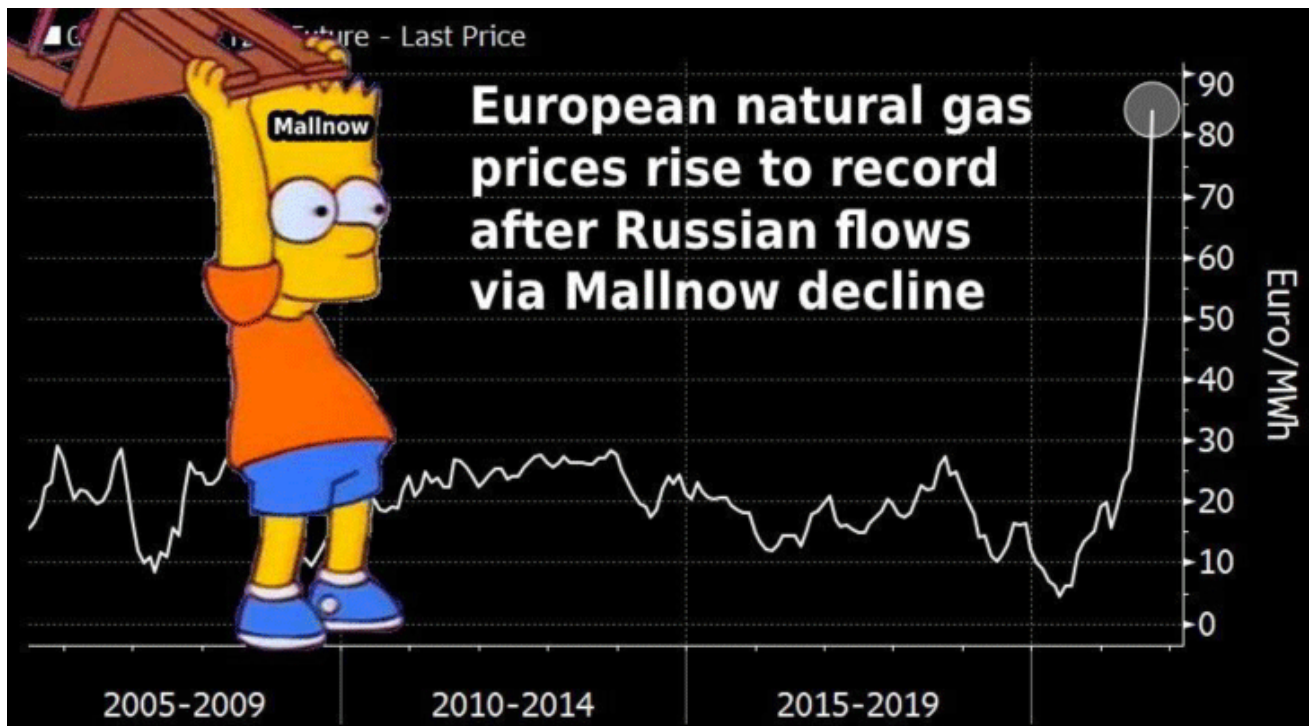 Future - Last Price
Mallnow
European natural gas
prices rise to record
after Russian flows
via Mallnow decline
90
80
70
60
50
40
30
20
10
0
Euro/MWh
2005-2009
2010-2014
2015-2019